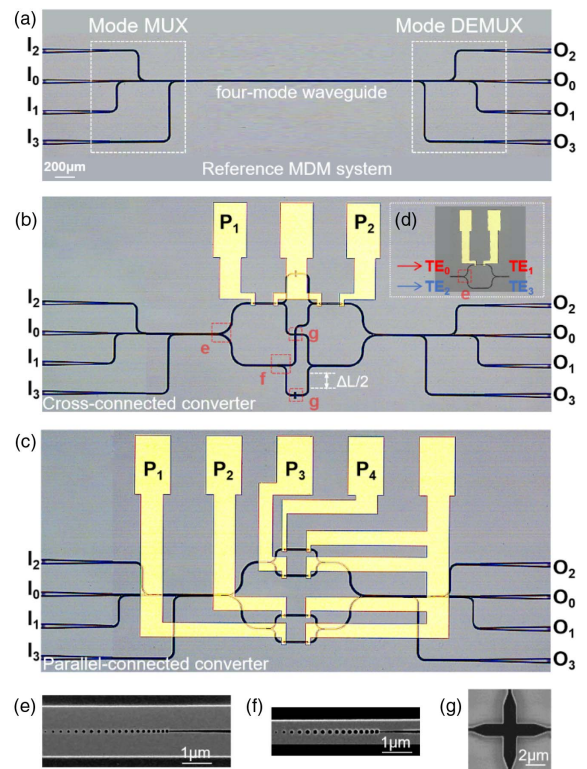 (a)
Mode MUX
Mode DEMUX
I2
I0
I1
I3
O2
O0
O1
O3
four-mode waveguide
200μm
Reference MDM system
(b)
P1
P2
(d)
TE0
TE1
TE2
TE3
e
I2
I0
I1
I3
e
f
g
g
ΔL/2
O2
O0
O1
O3
Cross-connected converter
(c)
P1
P2
P3
P4
I2
I0
I1
I3
O2
O0
O1
O3
Parallel-connected converter
(e)
1μm
(f)
1μm
(g)
2μm